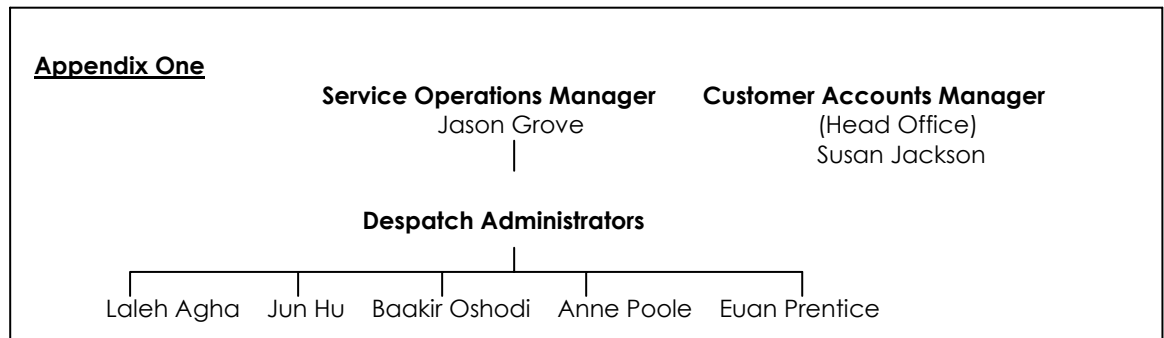 Appendix One
Service Operations Manager Customer Accounts Manager
Jason Grove (Head Office)
Susan Jackson
Despatch Administrators
Laleh Agha Jun Hu Baakir Oshodi Anne Poole Euan Prentice